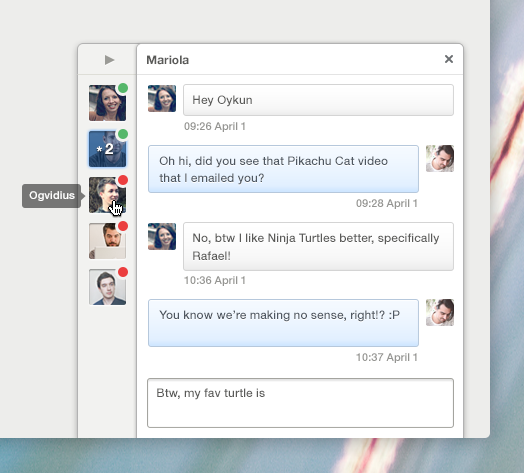 Mariola
Hey Oykun
09:26 April 1
* 2
Oh hi, did you see that Pikachu Cat video
that I emailed you?
09:28 April 1
Ogvidius
No, btw I like Ninja Turtles better, specifically
Rafael!
10:36 April 1
You know we're making no sense, right!? :P
10:37 April 1
Btw, my fav turtle is